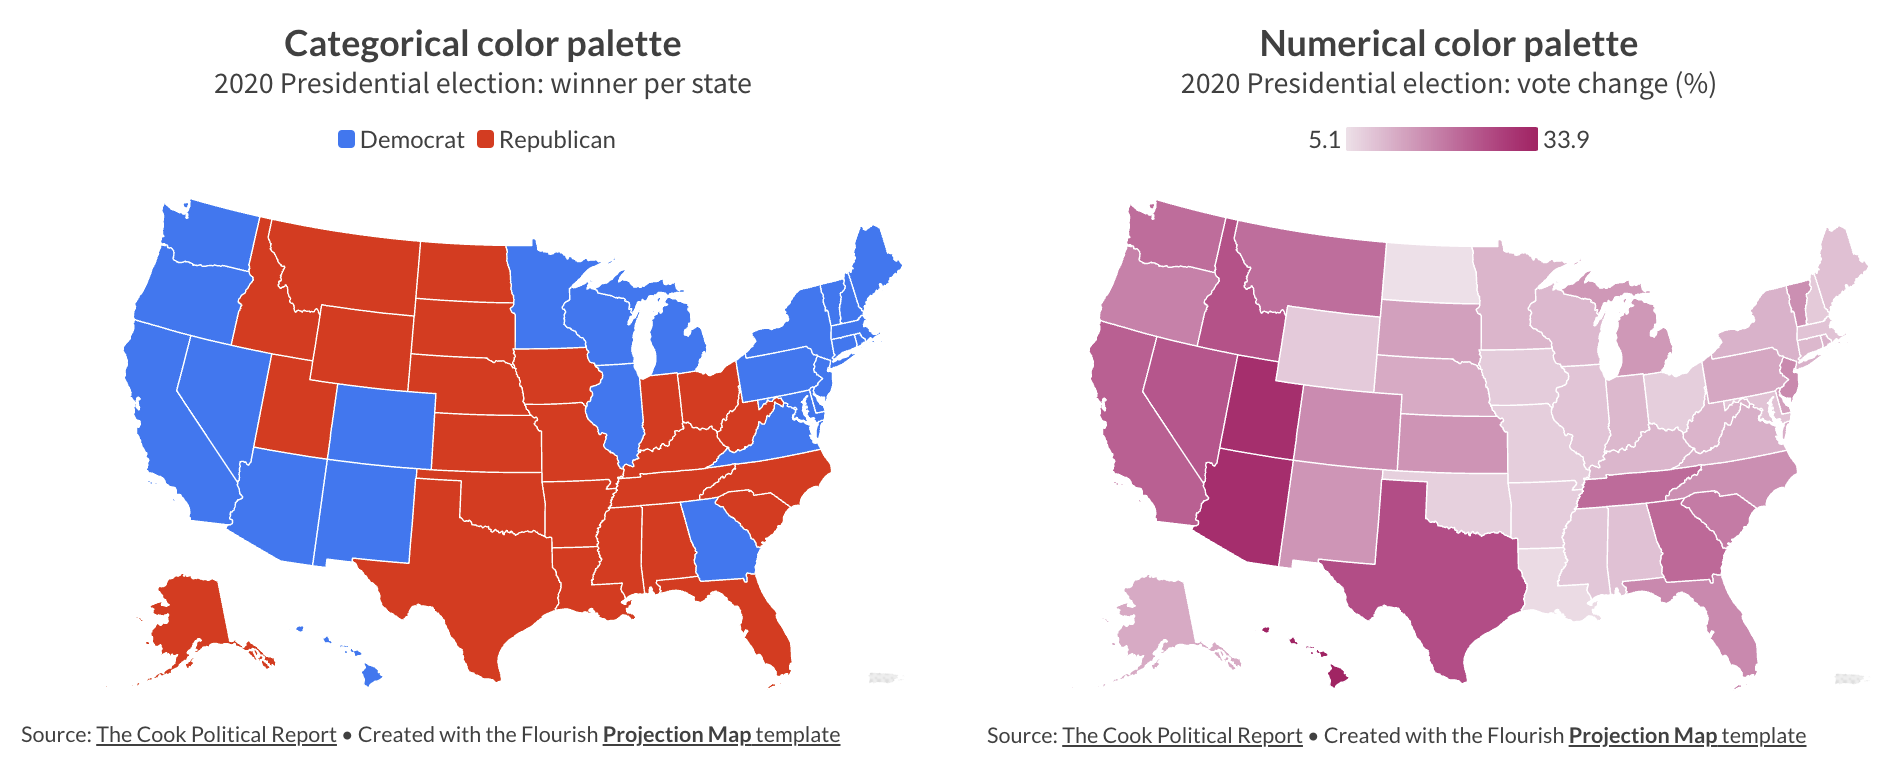 Categorical color palette
2020 Presidential election: winner per state
Democrat Republican
Source: The Cook Political Report • Created with the Flourish Projection Map template
Numerical color palette
2020 Presidential election: vote change (%)
5.1 33.9
Source: The Cook Political Report • Created with the Flourish Projection Map template